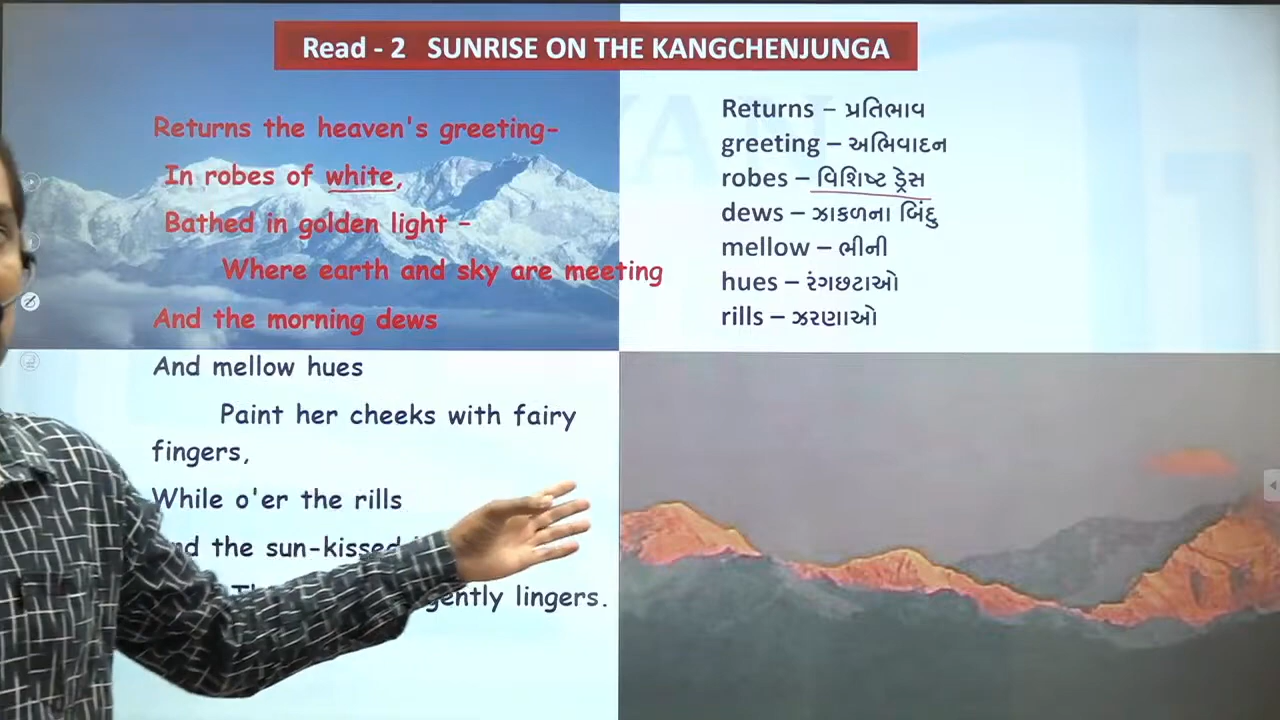 Read - 2 SUNRISE ON THE KANGCHENJUNGA
Returns the heaven's greeting-
In robes of white,
Bathed in golden light –
Where earth and sky are meeting
And the morning dews
And mellow hues
Paint her cheeks with fairy
fingers,
While o'er the rills
the sun-kissed
gently lingers.
Returns – પ્રતિભાવ
greeting – અભિવાદન
robes – વિશિષ્ટ ડ્રેસ
dews – ઝાકળના બિંદુ
mellow – ભીની
hues – રંગછટાઓ
rills – ઝરણાઓ